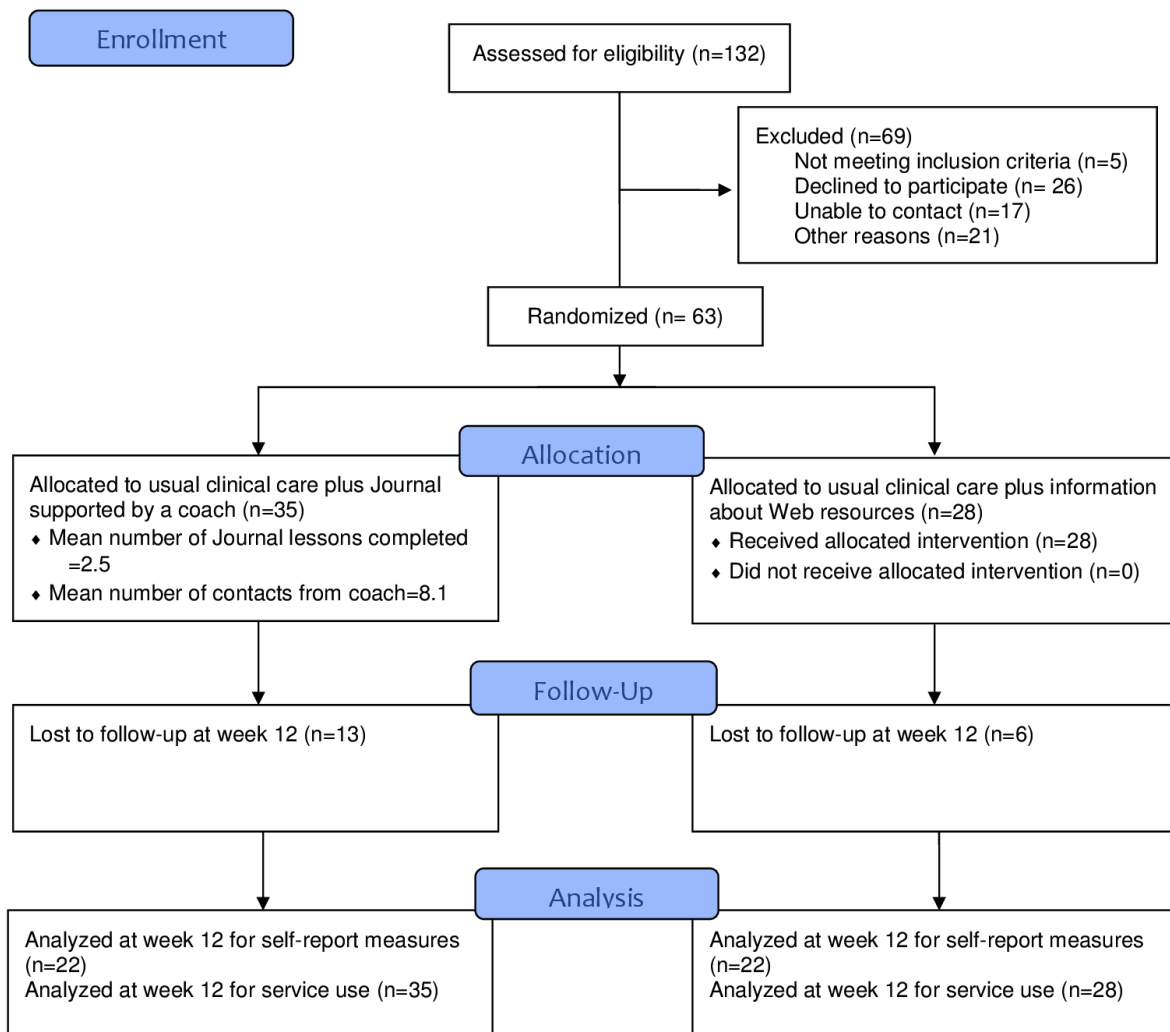 Enrollment
Assessed for eligibility (n=132)
Excluded (n=69)
Not meeting inclusion criteria (n=5)
Declined to participate (n= 26)
Unable to contact (n=17)
Other reasons (n=21)
Randomized (n= 63)
Allocation
Allocated to usual clinical care plus Journal
supported by a coach (n=35)
♦ Mean number of Journal lessons completed
=2.5
♦ Mean number of contacts from coach=8.1
Allocated to usual clinical care plus information
about Web resources (n=28)
♦ Received allocated intervention (n=28)
♦ Did not receive allocated intervention (n=0)
Follow-Up
Lost to follow-up at week 12 (n=13)
Lost to follow-up at week 12 (n=6)
Analysis
Analyzed at week 12 for self-report measures
(n=22)
Analyzed at week 12 for service use (n=35)
Analyzed at week 12 for self-report measures
(n=22)
Analyzed at week 12 for service use (n=28)